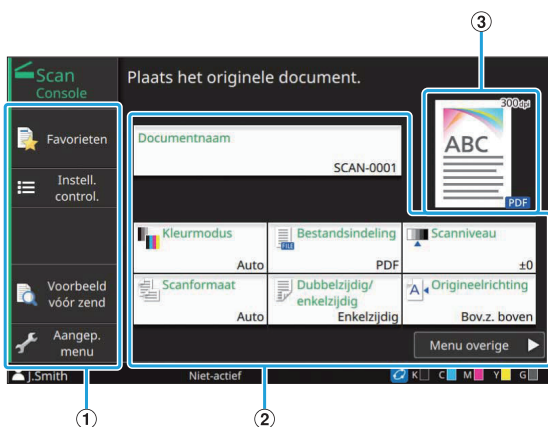 ③
Scan
Console
Plaats het originele document.
300dpi
ABC
PDF
Favorieten
Instell.
control.
Voorbeeld
vóór zend
Aangep.
menu
Documentnaam
SCAN-0001
Kleurmodus
Auto
Bestandsindeling
FILE
PDF
Scanniveau
±0
Scanformaat
Auto
Dubbelzijdig/
enkelzijdig
Enkelzijdig
A
Origineelrichting
Bov.z. boven
Menu overige
J.Smith
Niet-actief
K C M Y G
① ②